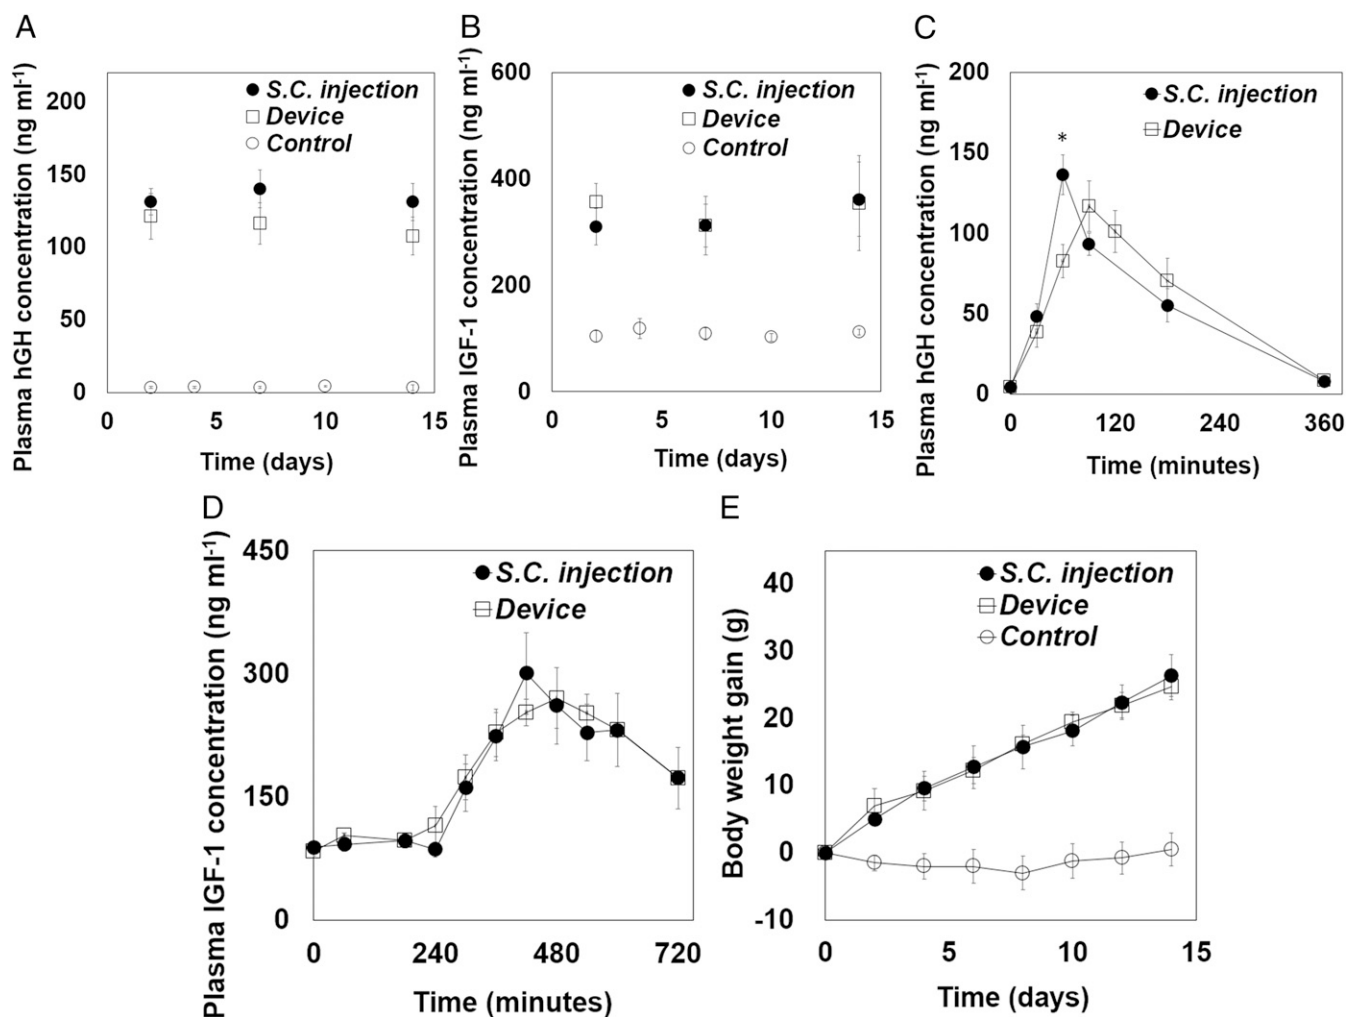 A
Plasma hGH concentration (ng ml-1)
200
150
100
50
0
S.C. injection
Device
Control
0 5 10 15
Time (days)
B
Plasma IGF-1 concentration (ng ml-1)
600
400
200
0
S.C. injection
Device
Control
0 5 10 15
Time (days)
C
Plasma hGH concentration (ng ml-1)
200
150
100
50
0
S.C. injection
Device
*
0 120 240 360
Time (minutes)
D
Plasma IGF-1 concentration (ng ml-1)
450
300
150
0
S.C. injection
Device
0 240 480 720
Time (minutes)
E
Body weight gain (g)
40
30
20
10
0
-10
S.C. injection
Device
Control
0 5 10 15
Time (days)